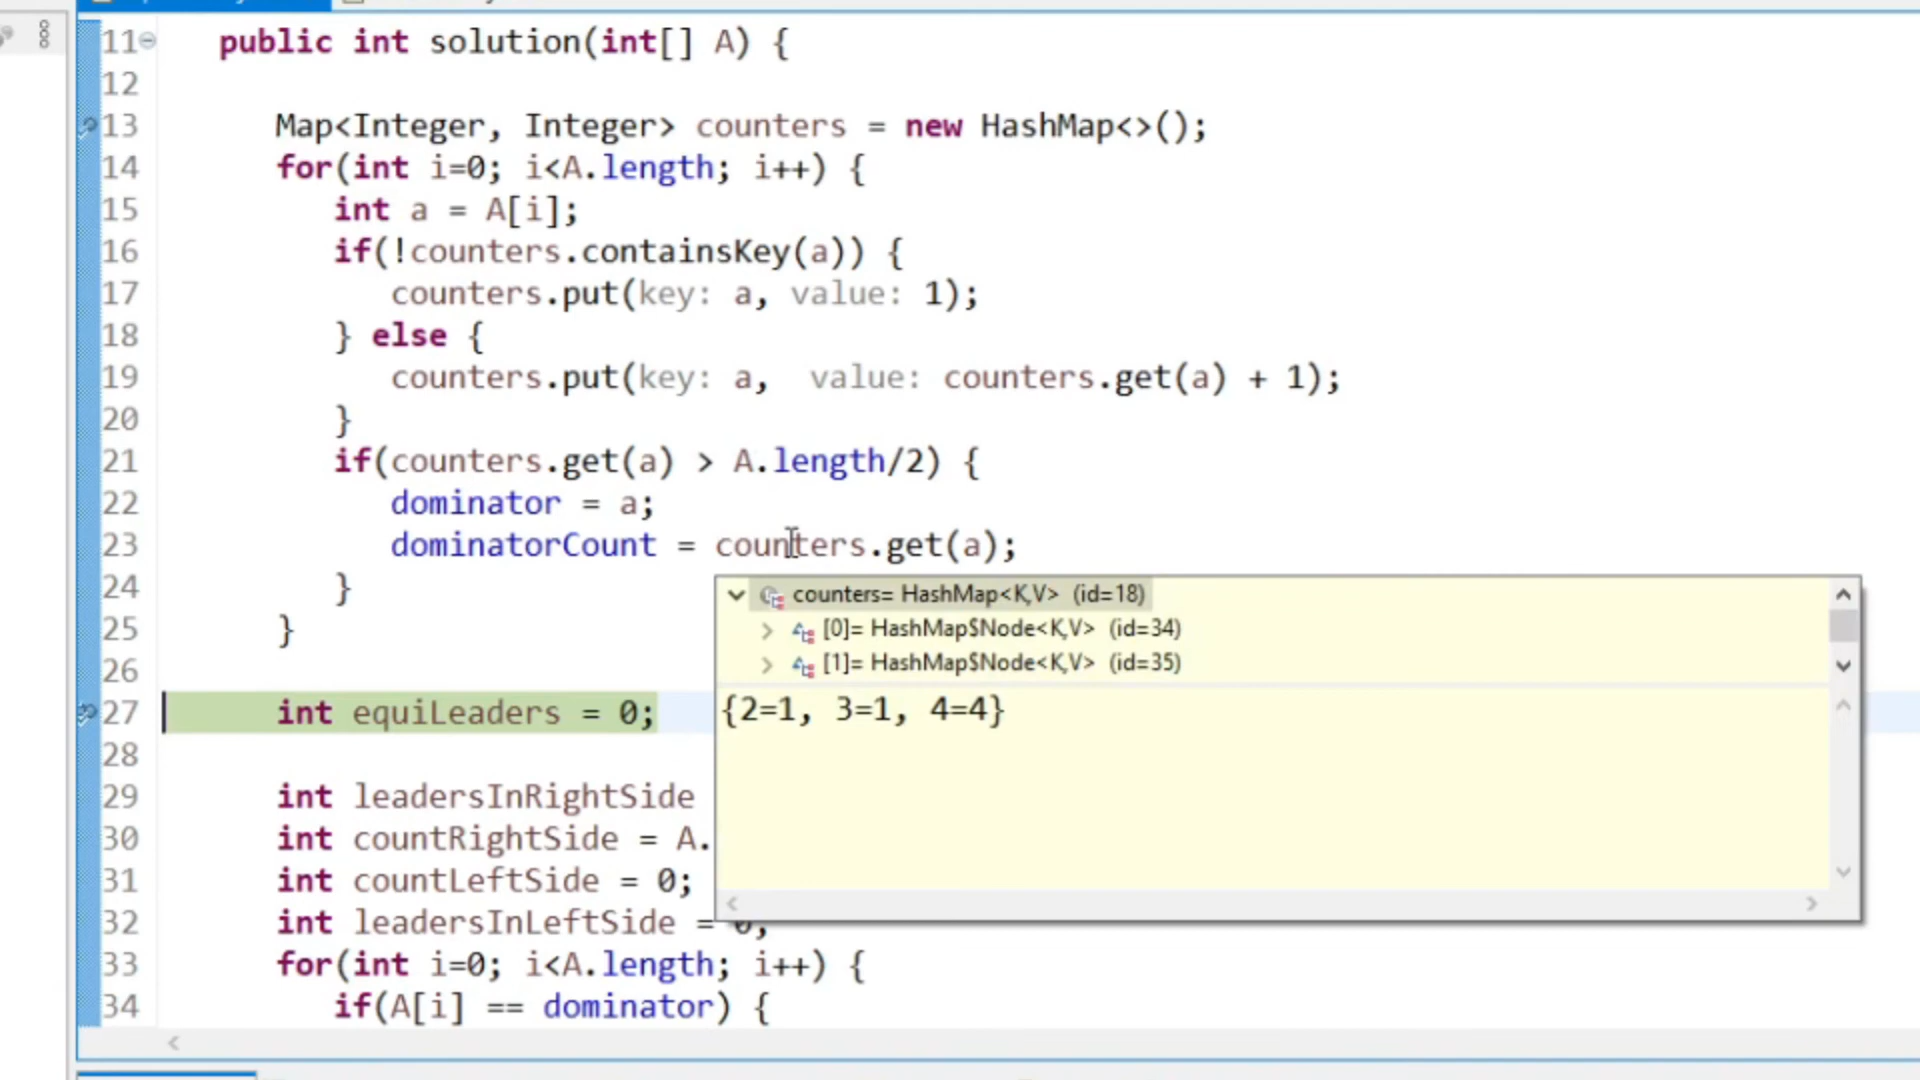 11 public int solution(int[] A) {
12
13 Map<Integer, Integer> counters = new HashMap<>();
14 for(int i=0; i<A.length; i++) {
15 int a = A[i];
16 if(!counters.containsKey(a)) {
17 counters.put(key: a, value: 1);
18 } else {
19 counters.put(key: a, value: counters.get(a) + 1);
20 }
21 if(counters.get(a) > A.length/2) {
22 dominator = a;
23 dominatorCount = counters.get(a);
24 }
counters= HashMap<K,V> (id=18)
[0]= HashMap$Node<K,V> (id=34)
[1]= HashMap$Node<K,V> (id=35)
{2=1, 3=1, 4=4}
25 }
26
27 int equiLeaders = 0;
28
29 int leadersInRightSide
30 int countRightSide = A.
31 int countLeftSide = 0;
32 int leadersInLeftSide = 0;
33 for(int i=0; i<A.length; i++) {
34 if(A[i] == dominator) {